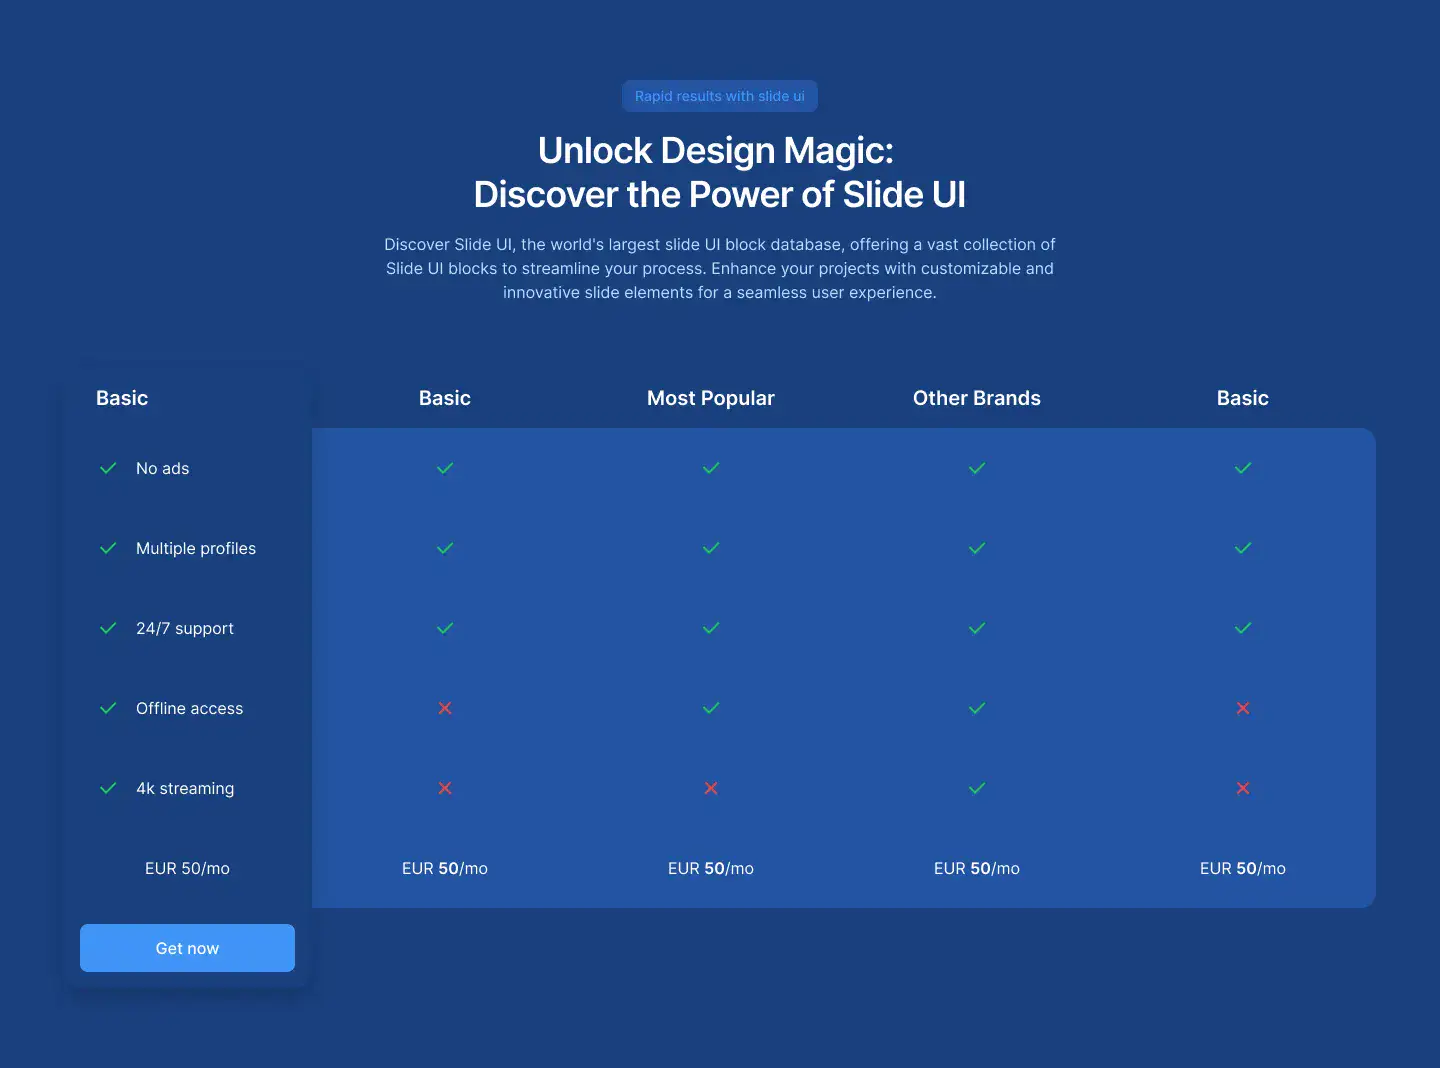 Rapid results with slide ui
Unlock Design Magic:
Discover the Power of Slide UI
Discover Slide UI, the world's largest slide UI block database, offering a vast collection of
Slide UI blocks to streamline your process. Enhance your projects with customizable and
innovative slide elements for a seamless user experience.
Basic Basic Most Popular Other Brands Basic
No ads
Multiple profiles
24/7 support
Offline access
4k streaming
EUR 50/mo EUR 50/mo EUR 50/mo EUR 50/mo EUR 50/mo
Get now